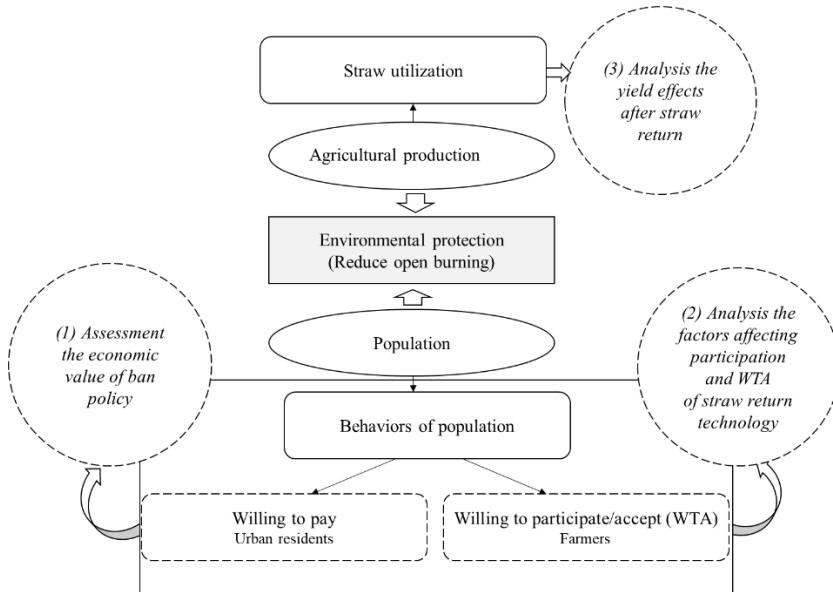 Straw utilization
(3) Analysis the
yield effects
after straw
return
Agricultural production
Environmental protection
(Reduce open burning)
(1) Assessment
the economic
value of ban
policy
Population
(2) Analysis the
factors affecting
participation
and WTA
of straw return
technology
Behaviors of population
Willing to pay
Urban residents
Willing to participate/accept (WTA)
Farmers